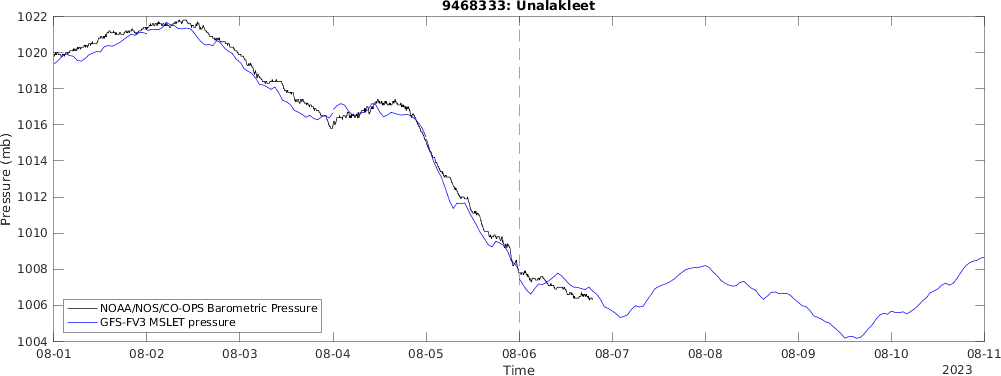 9468333: Unalakleet
1022
1020
1018
1016
1014
1012
1010
1008
1006
1004
Pressure (mb)
NOAA/NOS/CO-OPS Barometric Pressure
GFS-FV3 MSLET pressure
08-01 08-02 08-03 08-04 08-05 08-06 08-07 08-08 08-09 08-10 08-11
Time
2023